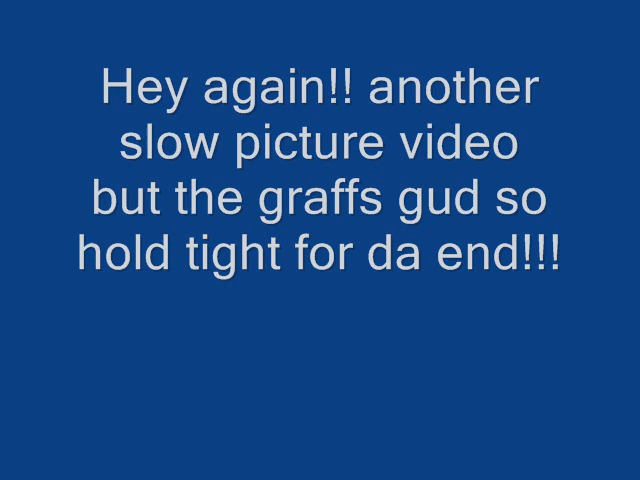 Hey again!! another
slow picture video
but the graffs gud so
hold tight for da end!!!